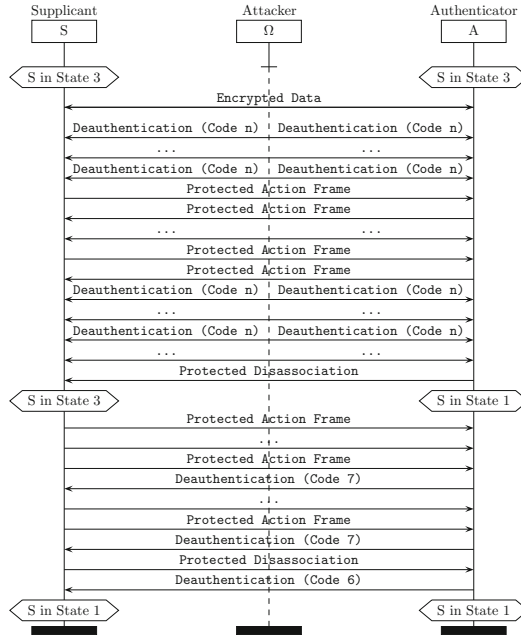 Supplicant Attacker Authenticator
S Ω A
S in State 3 S in State 3
Encrypted Data
Deauthentication (Code n) Deauthentication (Code n)
... ...
Deauthentication (Code n) Deauthentication (Code n)
Protected Action Frame
Protected Action Frame
... ...
Protected Action Frame
Protected Action Frame
Deauthentication (Code n) Deauthentication (Code n)
... ...
Deauthentication (Code n) Deauthentication (Code n)
... ...
Protected Disassociation
S in State 3 S in State 1
Protected Action Frame
...
Protected Action Frame
Deauthentication (Code 7)
...
Protected Action Frame
Deauthentication (Code 7)
Protected Disassociation
Deauthentication (Code 6)
S in State 1 S in State 1